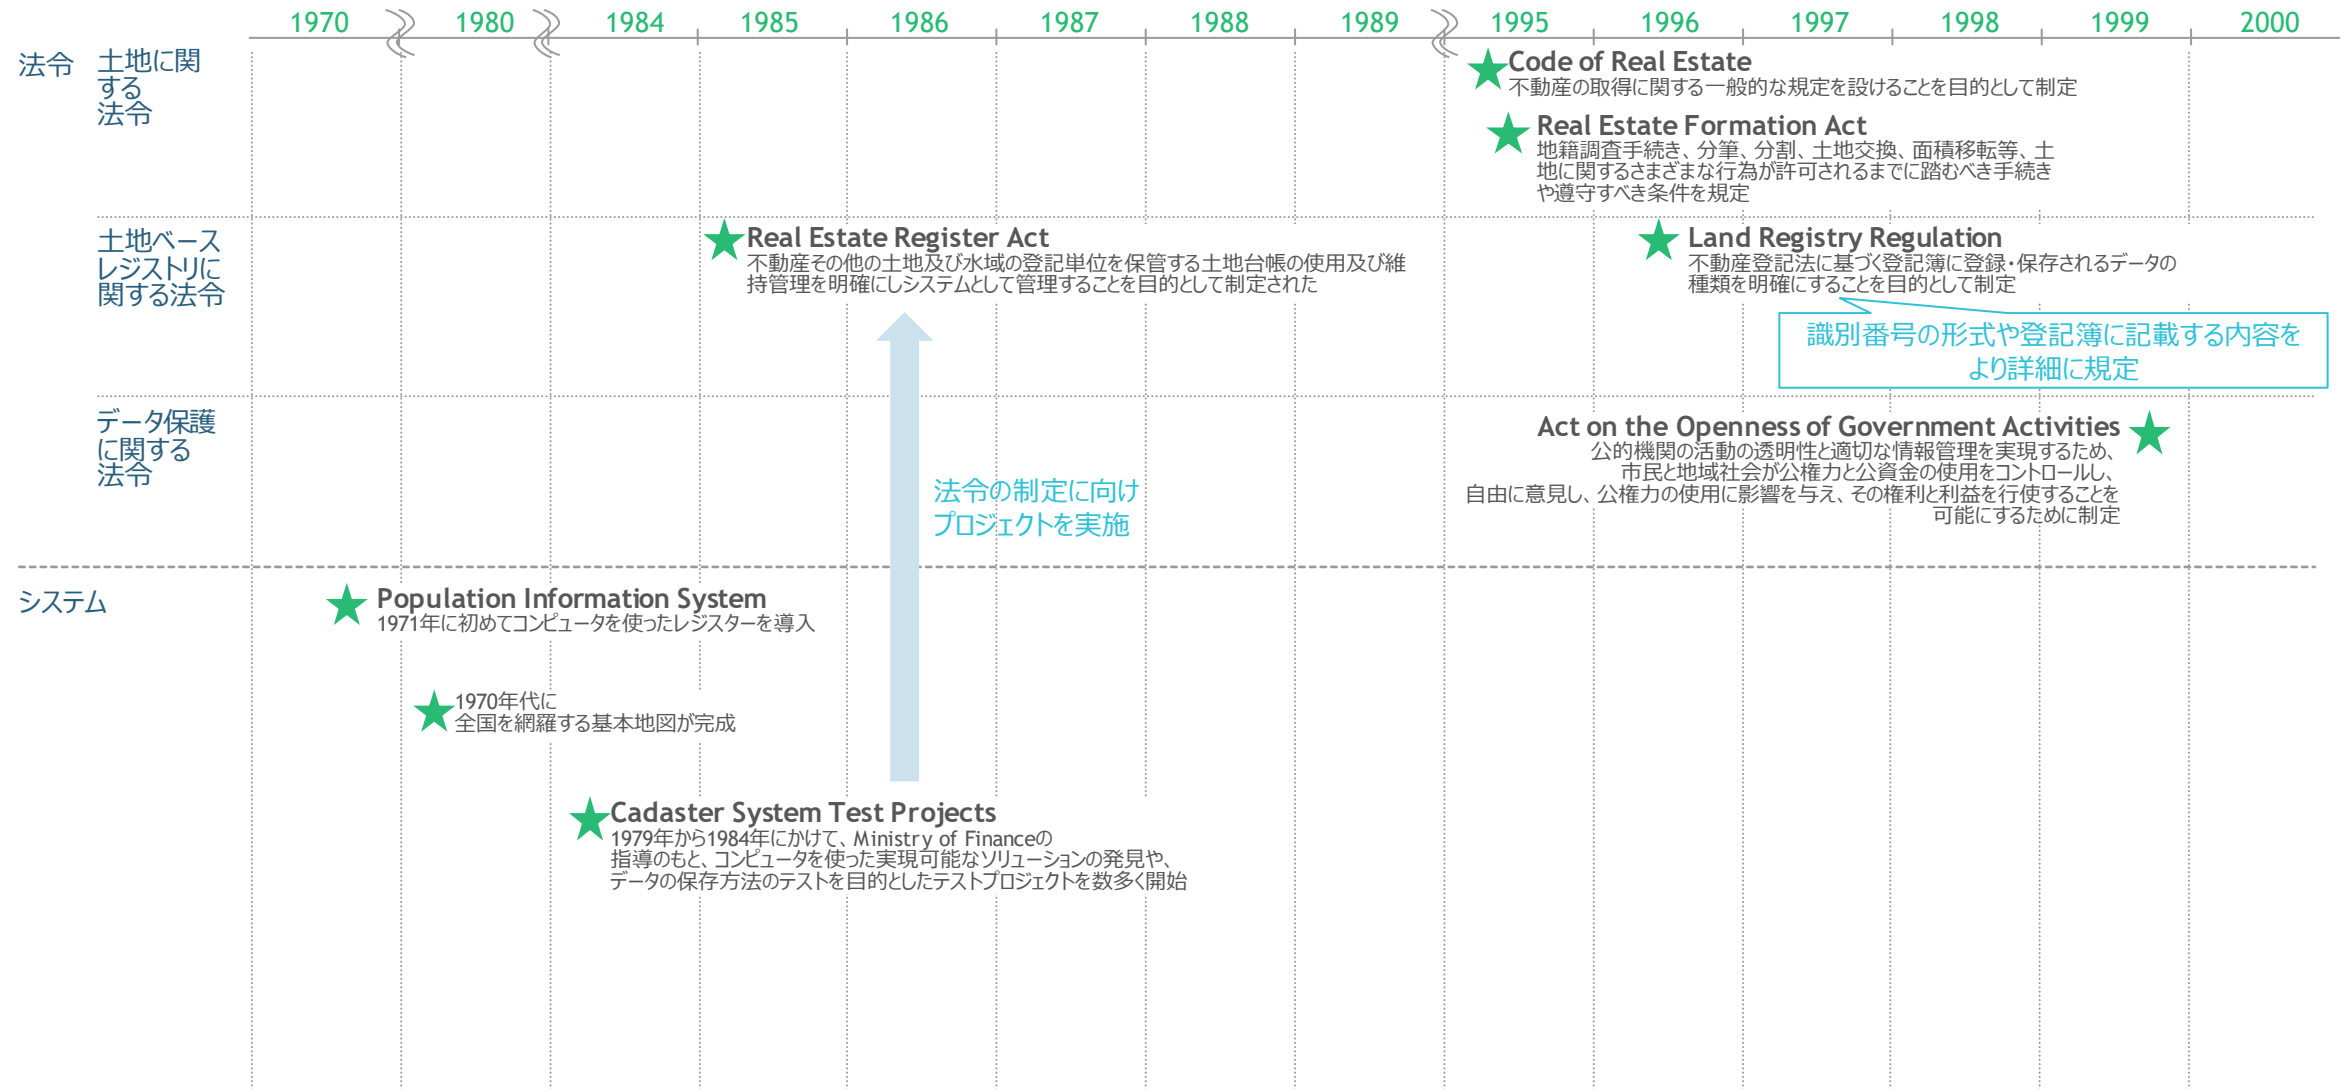 1970 1980 1984 1985 1986 1987 1988 1989 1995 1996 1997 1998 1999 2000
法令
土地に関
する
法令
Code of Real Estate
不動産の取得に関する一般的な規定を設けることを目的として制定
Real Estate Formation Act
地籍調査手続き、分筆、分割、土地交換、面積移転等、土
地に関するさまざまな行為が許可されるまでに踏むべき手続き
や遵守すべき条件を規定
土地ベース
レジストリに
関する法令
Real Estate Register Act
不動産その他の土地及び水域の登記単位を保管する土地台帳の使用及び維
持管理を明確にしシステムとして管理することを目的として制定された
Land Registry Regulation
不動産登記法に基づく登記簿に登録・保存されるデータの
種類を明確にすることを目的として制定
識別番号の形式や登記簿に記載する内容を
より詳細に規定
データ保護
に関する
法令
Act on the Openness of Government Activities
公的機関の活動の透明性と適切な情報管理を実現するため、
市民と地域社会が公権力と公資金の使用をコントロールし、
自由に意見し、公権力の使用に影響を与え、その権利と利益を行使することを
可能にするために制定
法令の制定に向け
プロジェクトを実施
システム
Population Information System
1971年に初めてコンピュータを使ったレジスターを導入
1970年代に
全国を網羅する基本地図が完成
Cadaster System Test Projects
1979年から1984年にかけて、Ministry of Financeの
指導のもと、コンピュータを使った実現可能なソリューションの発見や、
データの保存方法のテストを目的としたテストプロジェクトを数多く開始